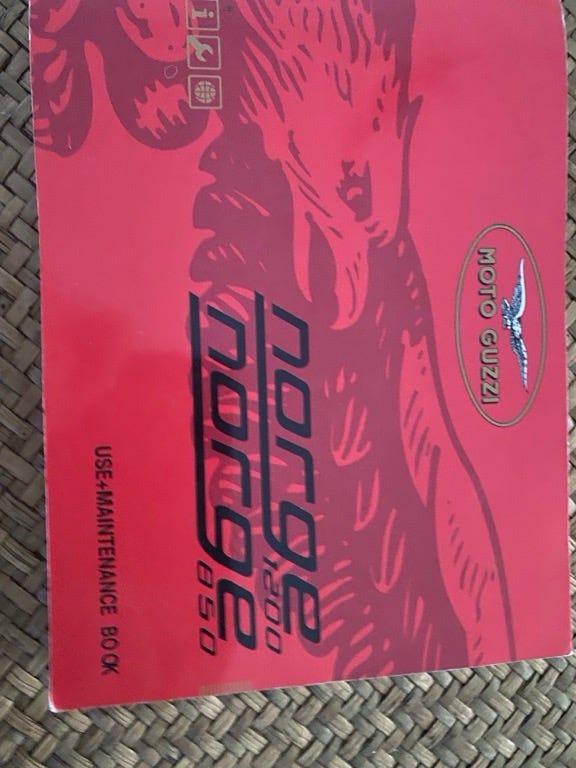 MOTO GUZZI
norge 1200
norge 850
USE+MAINTENANCE BOOK